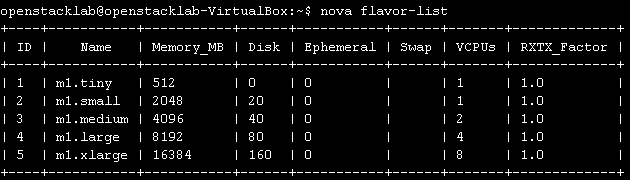 openstacklab@openstacklab-VirtualBox:~$ nova flavor-list
+----+-----------+-----------+------+-----------+------+-------+-------------+
| ID | Name | Memory_MB | Disk | Ephemeral | Swap | VCPUs | RXTX_Factor |
+----+-----------+-----------+------+-----------+------+-------+-------------+
| 1 | m1.tiny | 512 | 0 | 0 | | 1 | 1.0 |
| 2 | m1.small | 2048 | 20 | 0 | | 1 | 1.0 |
| 3 | m1.medium | 4096 | 40 | 0 | | 2 | 1.0 |
| 4 | m1.large | 8192 | 80 | 0 | | 4 | 1.0 |
| 5 | m1.xlarge | 16384 | 160 | 0 | | 8 | 1.0 |
+----+-----------+-----------+------+-----------+------+-------+-------------+